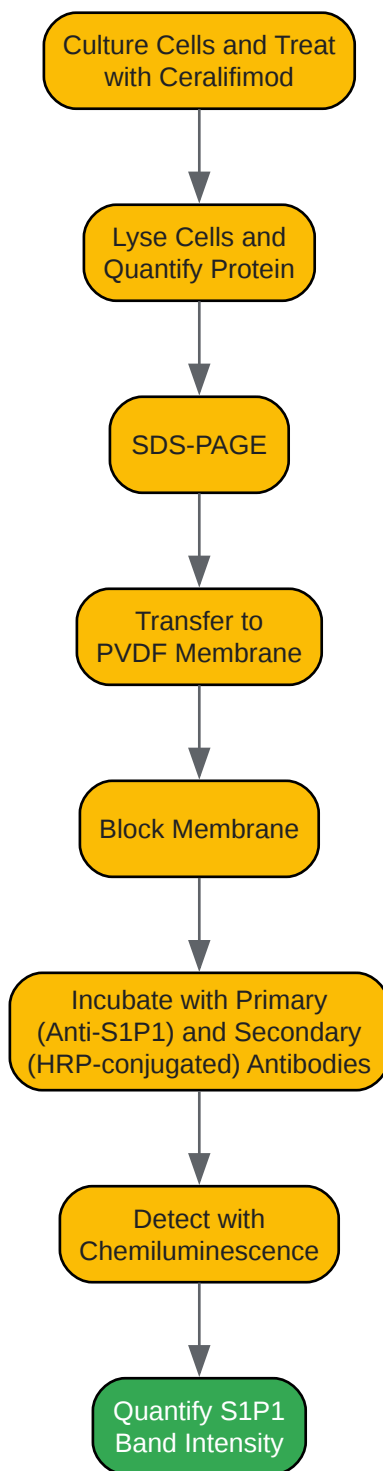 Culture Cells and Treat
with Ceralifimod
Lyse Cells and
Quantify Protein
SDS-PAGE
Transfer to
PVDF Membrane
Block Membrane
Incubate with Primary
(Anti-S1P1) and Secondary
(HRP-conjugated) Antibodies
Detect with
Chemiluminescence
Quantify S1P1
Band Intensity